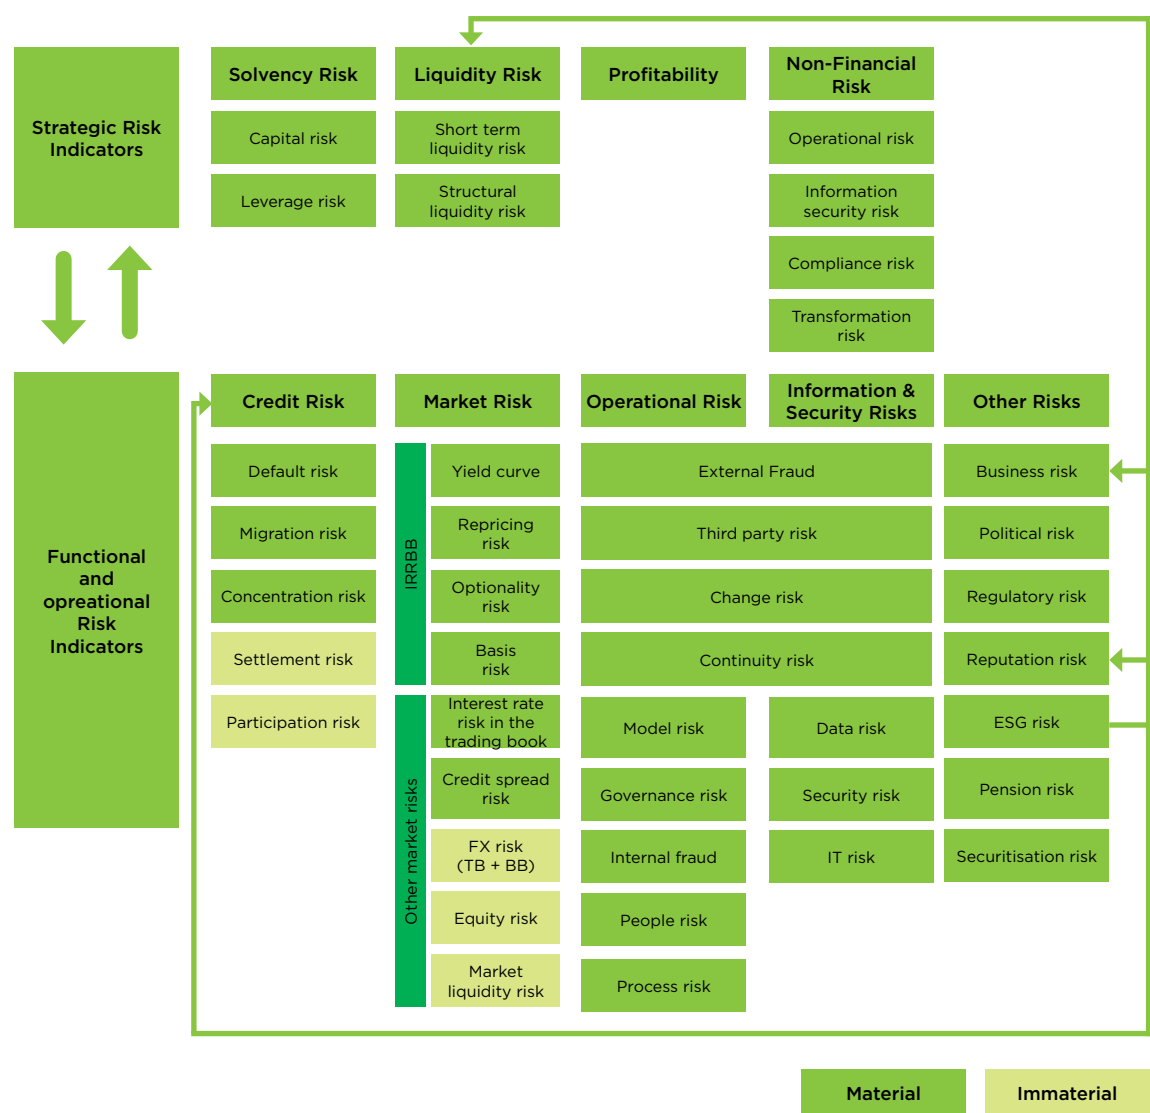 Strategic Risk
Indicators
Solvency Risk
Capital risk
Leverage risk
Liquidity Risk
Short term
liquidity risk
Structural
liquidity risk
Profitability
Non-Financial
Risk
Operational risk
Information
security risk
Compliance risk
Transformation
risk
Functional
and
opreational
Risk
Indicators
Credit Risk
Default risk
Migration risk
Concentration risk
Settlement risk
Participation risk
Market Risk
IRRBB
Yield curve
Repricing
risk
Optionality
risk
Basis
risk
Other market risks
Interest rate
risk in the
trading book
Credit spread
risk
FX risk
(TB + BB)
Equity risk
Market
liquidity risk
Operational Risk
Information &
Security Risks
External Fraud
Third party risk
Change risk
Continuity risk
Model risk
Governance risk
Internal fraud
People risk
Process risk
Data risk
Security risk
IT risk
Other Risks
Business risk
Political risk
Regulatory risk
Reputation risk
ESG risk
Pension risk
Securitisation risk
Material
Immaterial